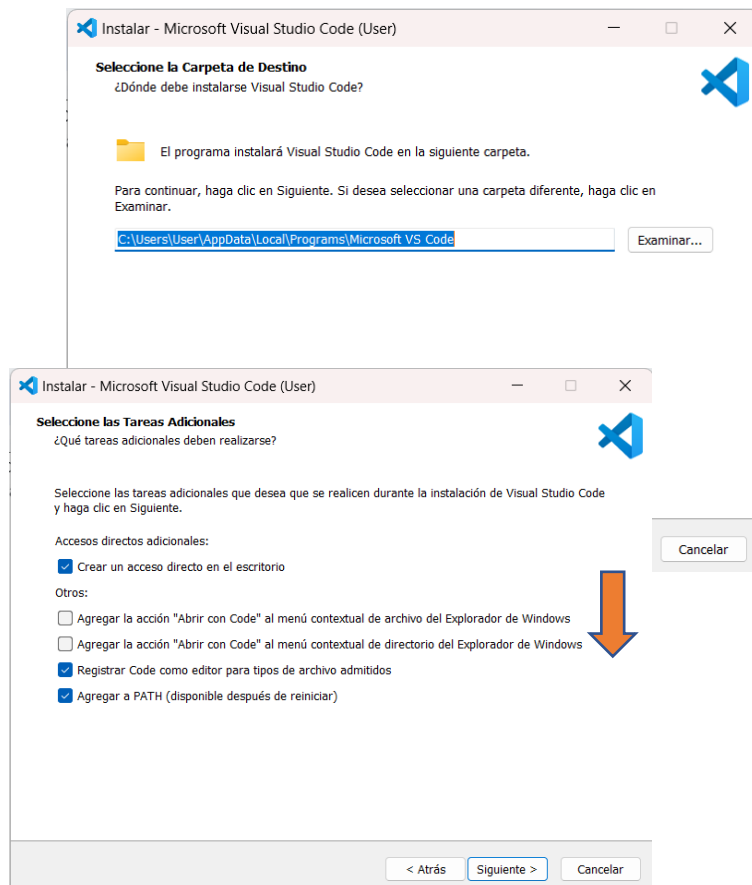 Instalar - Microsoft Visual Studio Code (User)
Seleccione la Carpeta de Destino
¿Dónde debe instalarse Visual Studio Code?
El programa instalará Visual Studio Code en la siguiente carpeta.
Para continuar, haga clic en Siguiente. Si desea seleccionar una carpeta diferente, haga clic en
Examinar.
C:\Users\User\AppData\Local\Programs\Microsoft VS Code
Examinar...
Cancelar
Instalar - Microsoft Visual Studio Code (User)
Seleccione las Tareas Adicionales
¿Qué tareas adicionales deben realizarse?
Seleccione las tareas adicionales que desea que se realicen durante la instalación de Visual Studio Code
y haga clic en Siguiente.
Accesos directos adicionales:
Crear un acceso directo en el escritorio
Otros:
Agregar la acción "Abrir con Code" al menú contextual de archivo del Explorador de Windows
Agregar la acción "Abrir con Code" al menú contextual de directorio del Explorador de Windows
Registrar Code como editor para tipos de archivo admitidos
Agregar a PATH (disponible después de reiniciar)
< Atrás
Siguiente >
Cancelar